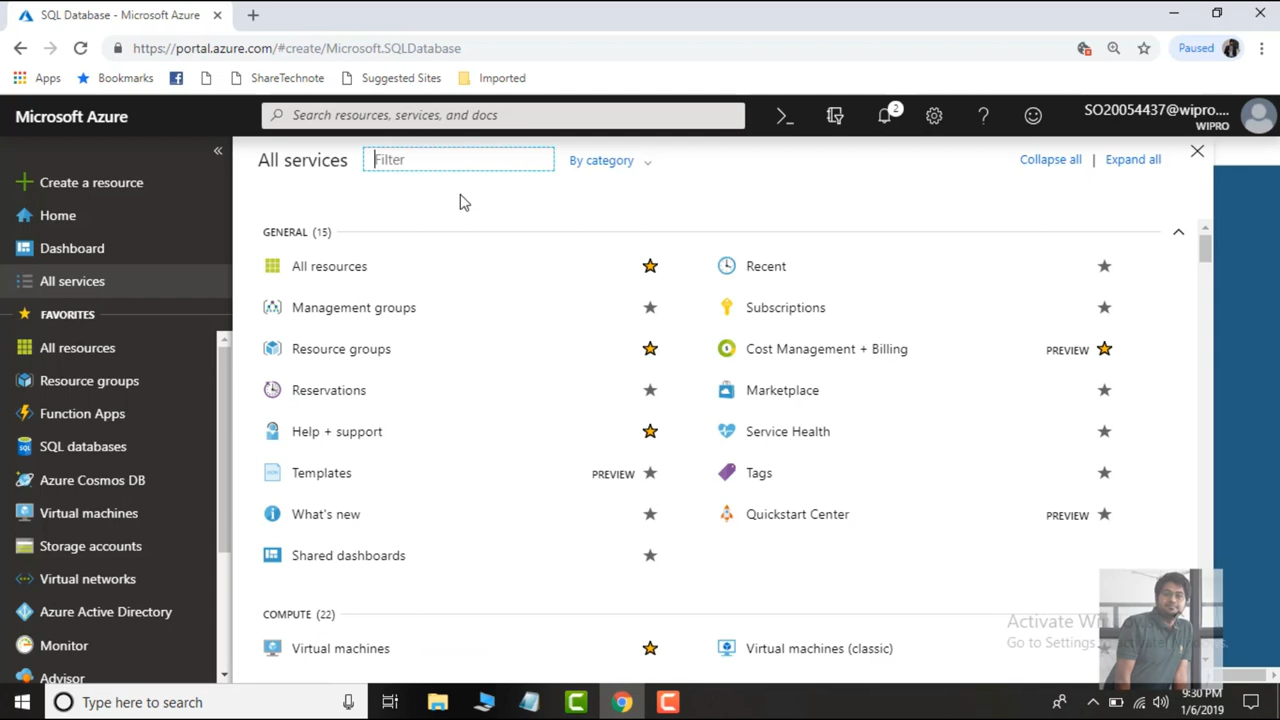 SQL Database - Microsoft Azure
https://portal.azure.com/#create/Microsoft.SQLDatabase
Paused
Apps
Bookmarks
ShareTechnote
Suggested Sites
Imported
Microsoft Azure
Search resources, services, and docs
2
SO20054437@wipro....
WIPRO
All services
Filter
By category
Collapse all
Expand all
Create a resource
Home
Dashboard
All services
FAVORITES
All resources
Resource groups
Function Apps
SQL databases
Azure Cosmos DB
Virtual machines
Storage accounts
Virtual networks
Azure Active Directory
Monitor
Advisor
GENERAL (15)
All resources
Recent
Management groups
Subscriptions
Resource groups
Cost Management + Billing
PREVIEW
Reservations
Marketplace
Help + support
Service Health
Templates
PREVIEW
Tags
What's new
Quickstart Center
PREVIEW
Shared dashboards
COMPUTE (22)
Virtual machines
Virtual machines (classic)
Activate Wi
Go to Settings to activate Windows.
Type here to search
9:30 PM
1/6/2019